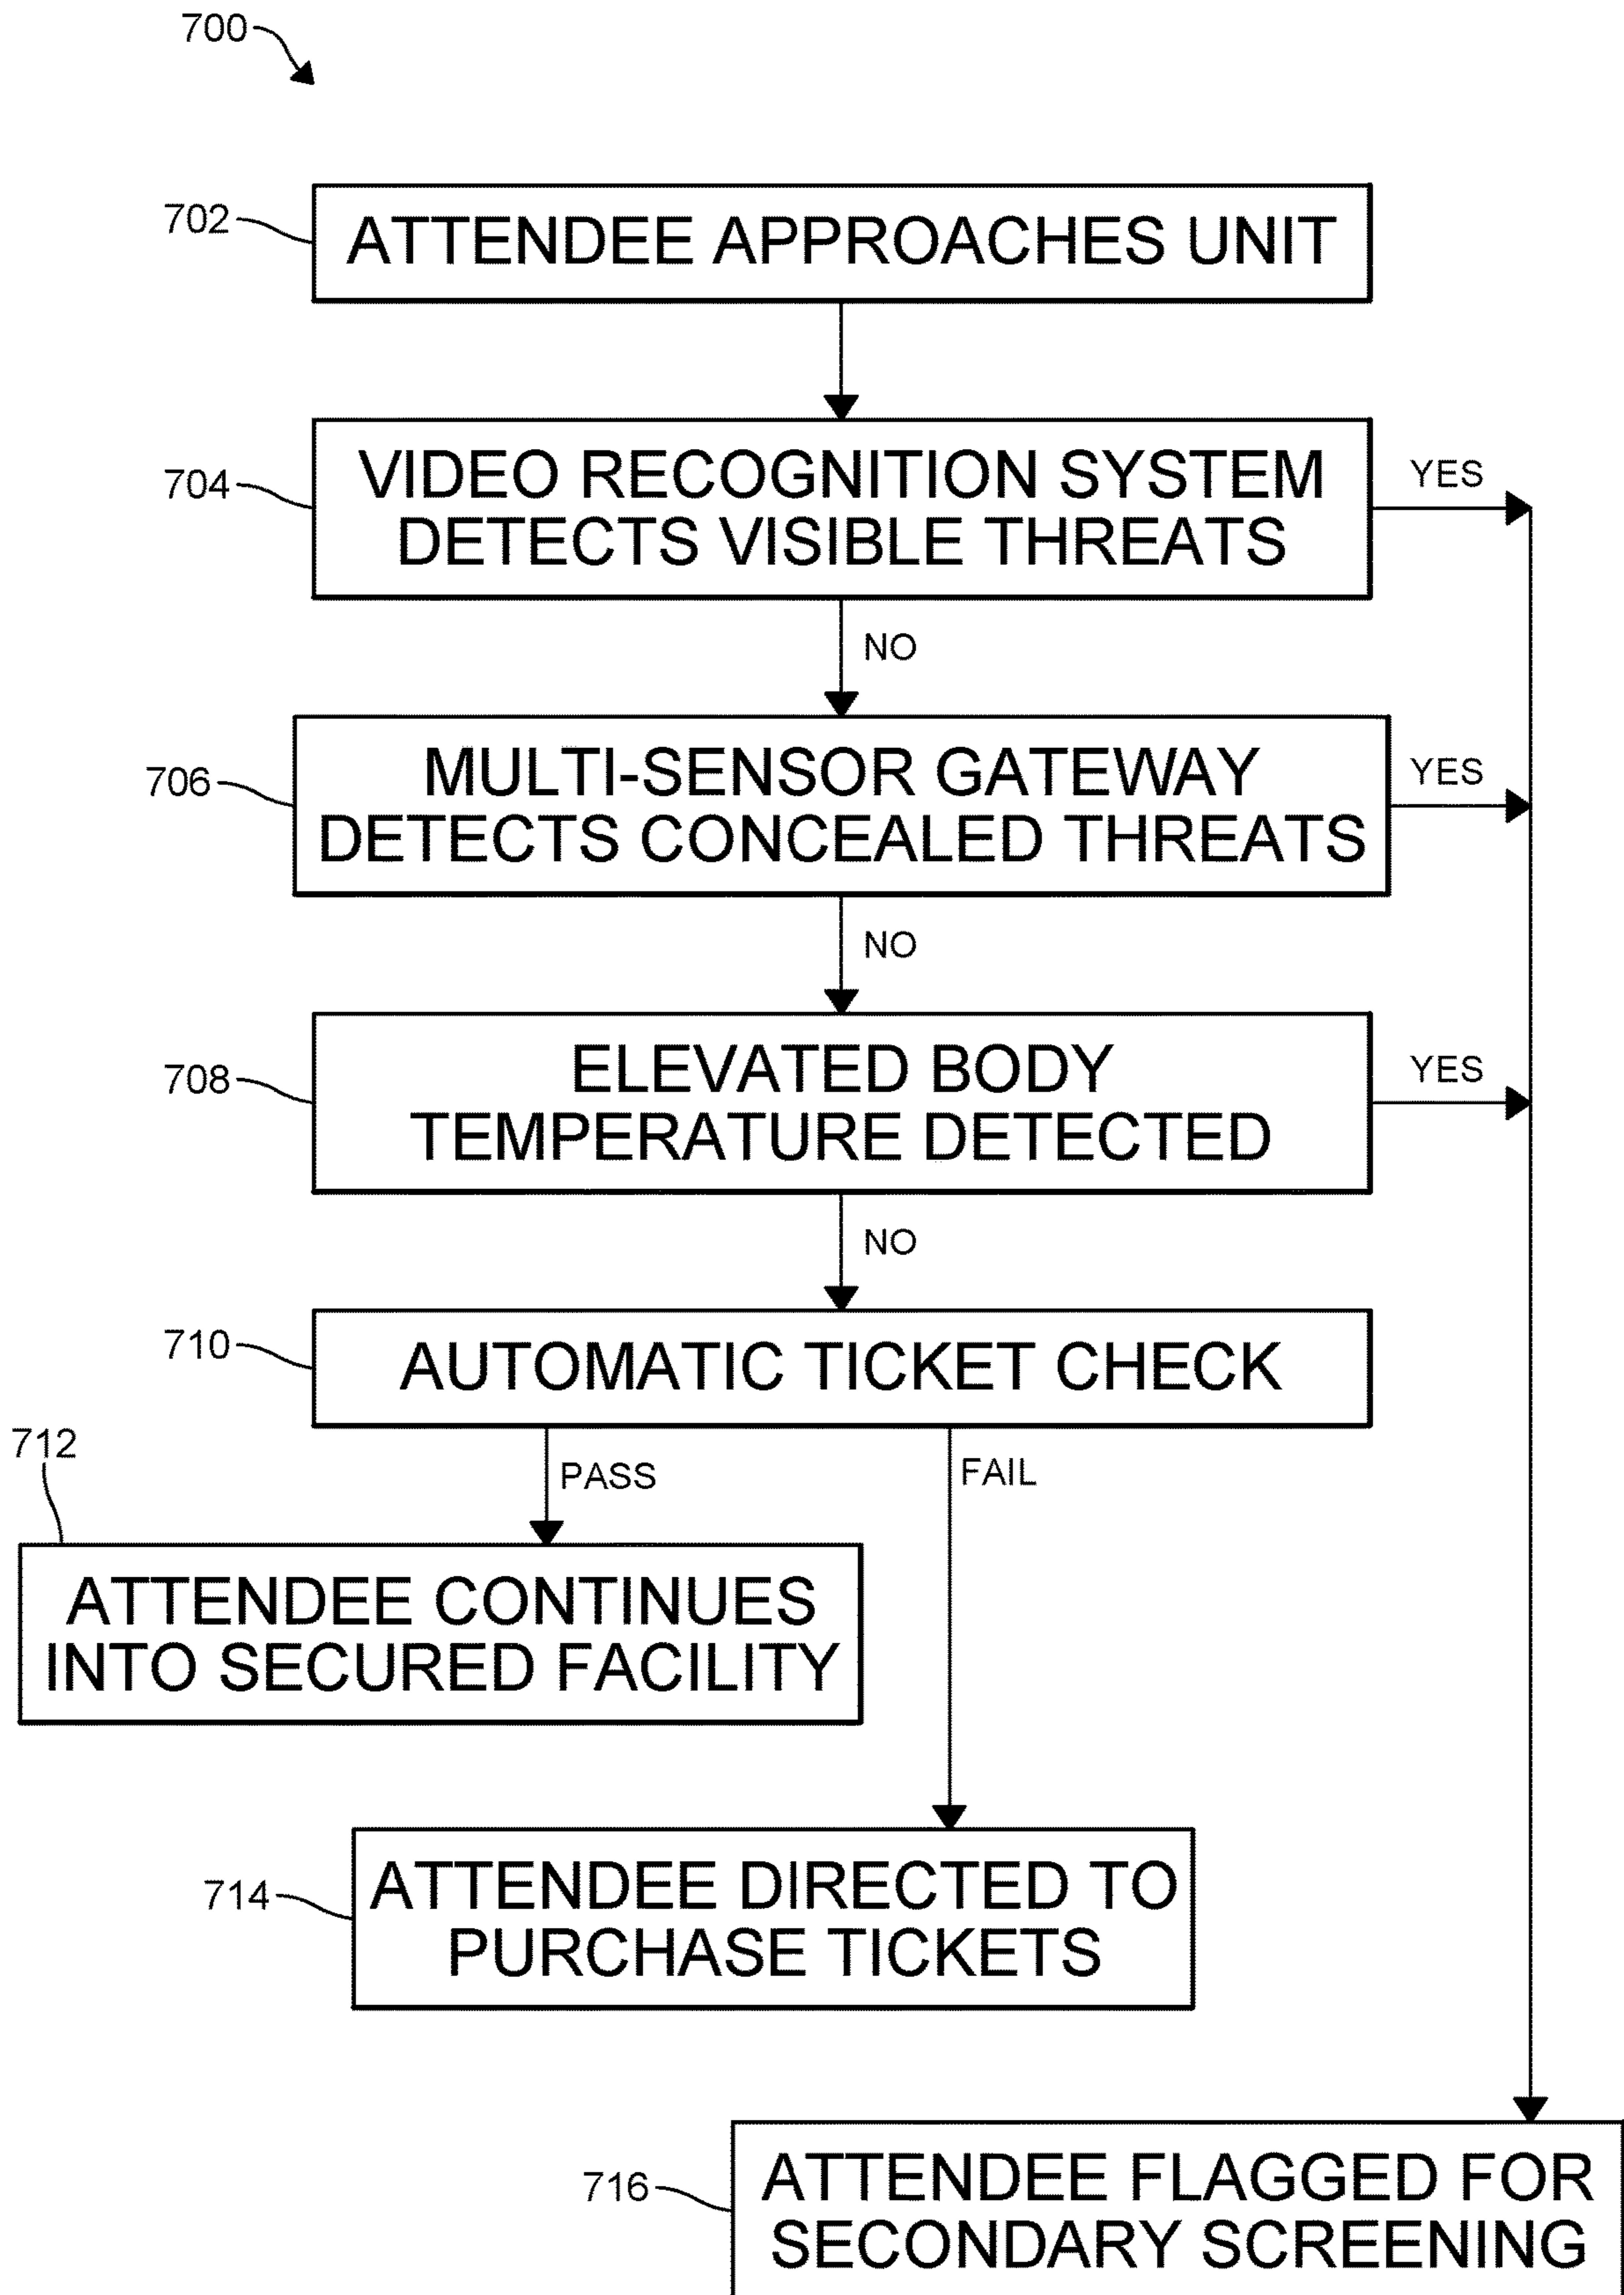 700
702
ATTENDEE APPROACHES UNIT
704
VIDEO RECOGNITION SYSTEM
DETECTS VISIBLE THREATS
YES
NO
706
MULTI-SENSOR GATEWAY
DETECTS CONCEALED THREATS
YES
NO
708
ELEVATED BODY
TEMPERATURE DETECTED
YES
NO
710
AUTOMATIC TICKET CHECK
PASS
FAIL
712
ATTENDEE CONTINUES
INTO SECURED FACILITY
714
ATTENDEE DIRECTED TO
PURCHASE TICKETS
716
ATTENDEE FLAGGED FOR
SECONDARY SCREENING